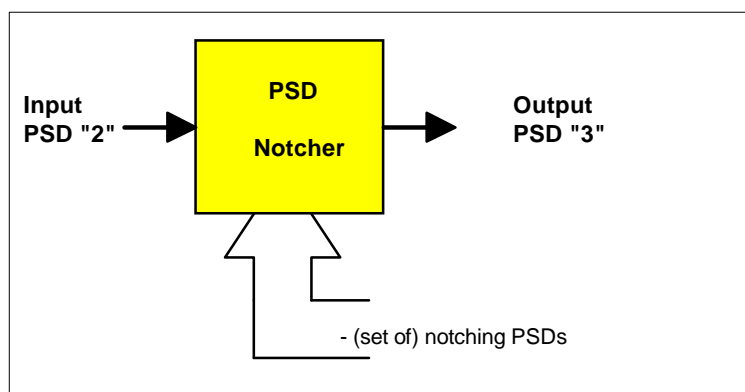 Input
PSD "2"
PSD
Notcher
Output
PSD "3"
- (set of) notching PSDs